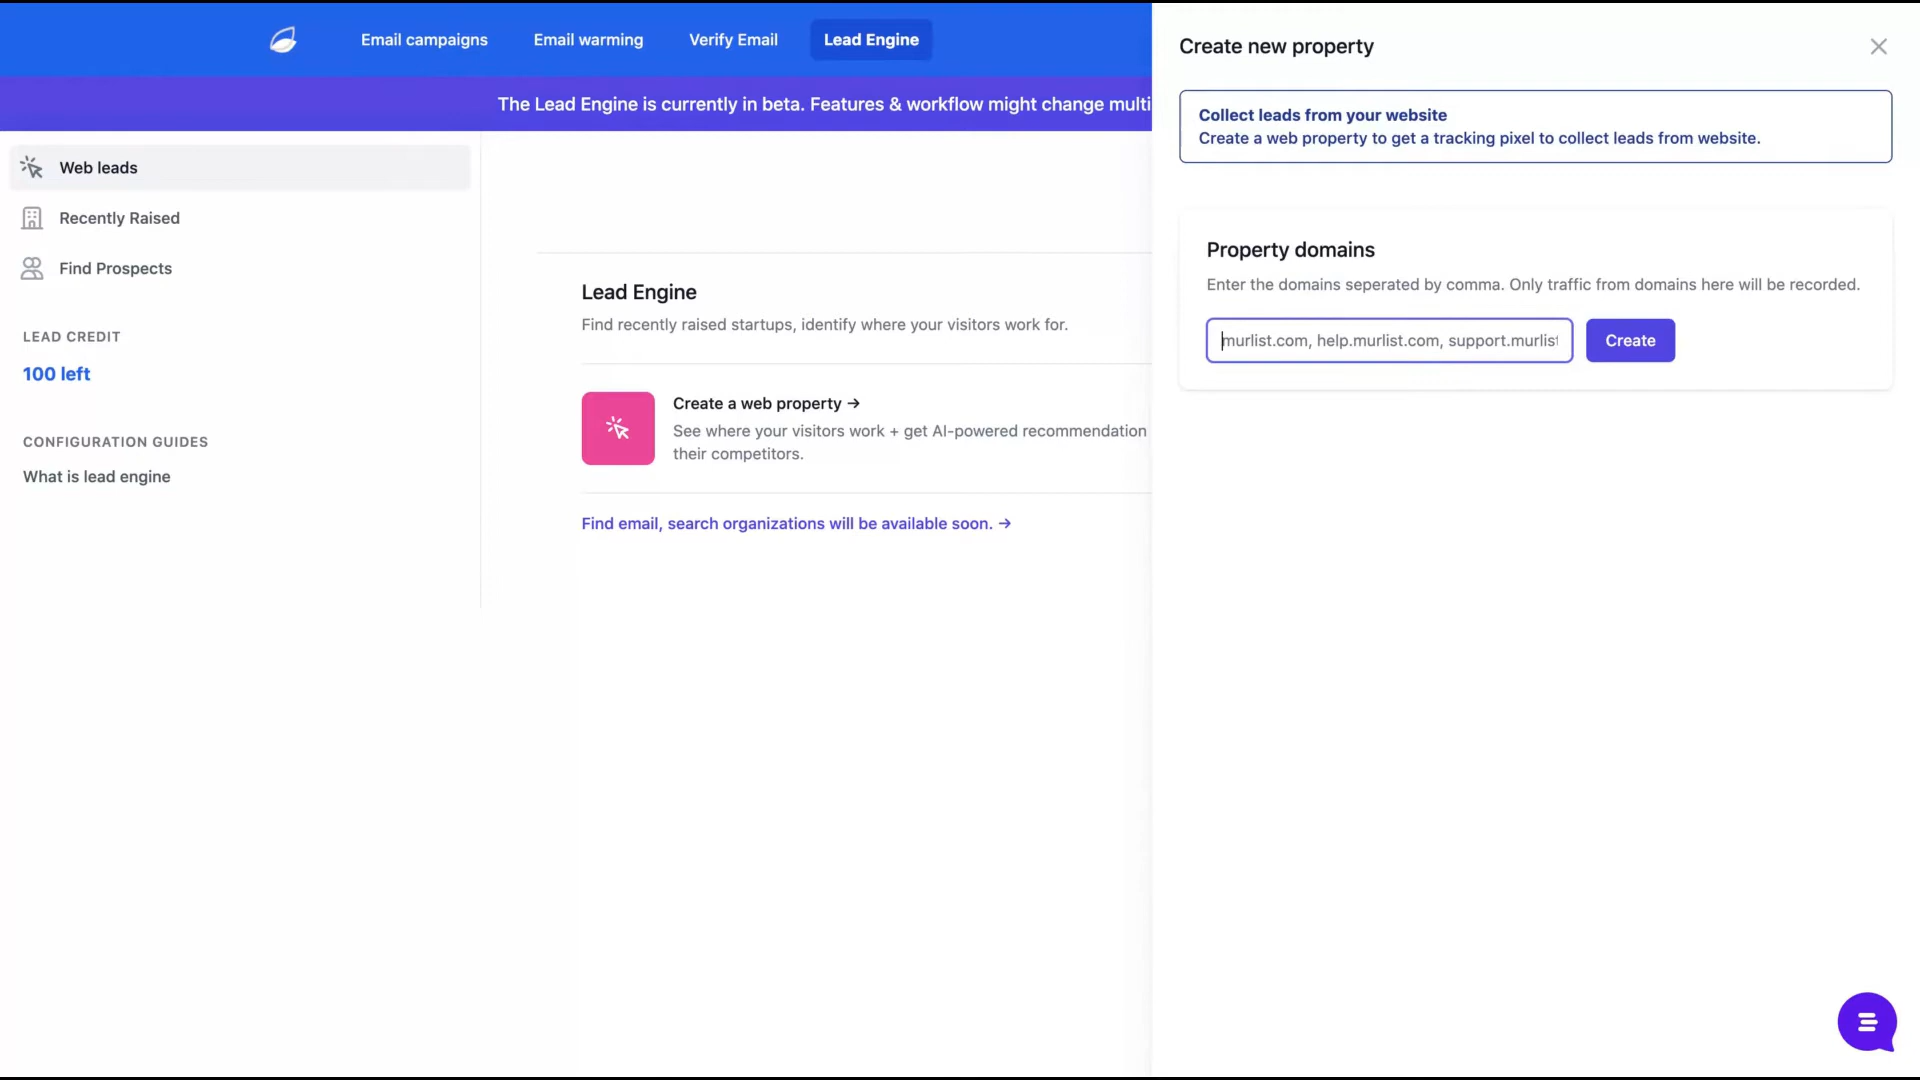 Email campaigns
Email warming
Verify Email
Lead Engine
The Lead Engine is currently in beta. Features & workflow might change multi
Web leads
Recently Raised
Find Prospects
LEAD CREDIT
100 left
CONFIGURATION GUIDES
What is lead engine
Lead Engine
Find recently raised startups, identify where your visitors work for.
Create a web property →
See where your visitors work + get AI-powered recommendation
their competitors.
Find email, search organizations will be available soon. →
Create new property
Collect leads from your website
Create a web property to get a tracking pixel to collect leads from website.
Property domains
Enter the domains seperated by comma. Only traffic from domains here will be recorded.
murlist.com, help.murlist.com, support.murlist
Create